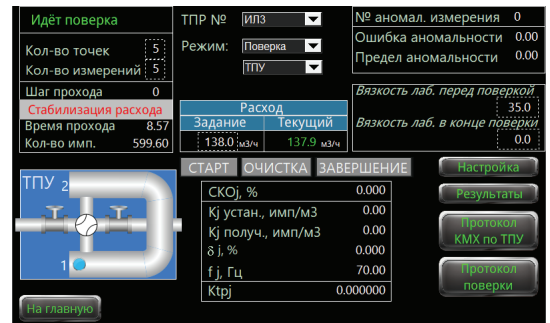 Идёт поверка
Кол-во точек 5
Кол-во измерений 5
Шаг прохода 0
Стабилизация расхода
Время прохода 8.57
Кол-во имп. 599.60
ТПР № ИЛ3
Режим: Поверка
ТПУ
Расход
Задание Текущий
138.0 м3/ч 137.9 м3/ч
№ аномал. измерения 0
Ошибка аномальности 0.00
Предел аномальности 0.00
Вязкость лаб. перед поверкой
35.0
Вязкость лаб. в конце поверки
0.0
СТАРТ ОЧИСТКА ЗАВЕРШЕНИЕ
ТПУ 2
1
СКОj, % 0.000
Kj устан., имп/м3 0.00
Kj получ., имп/м3 0.00
δ j, % 0.000
f j, Гц 70.00
Ktpj 0.000000
Настройка
Результаты
Протокол
КМХ по ТПУ
Протокол
поверки
На главную